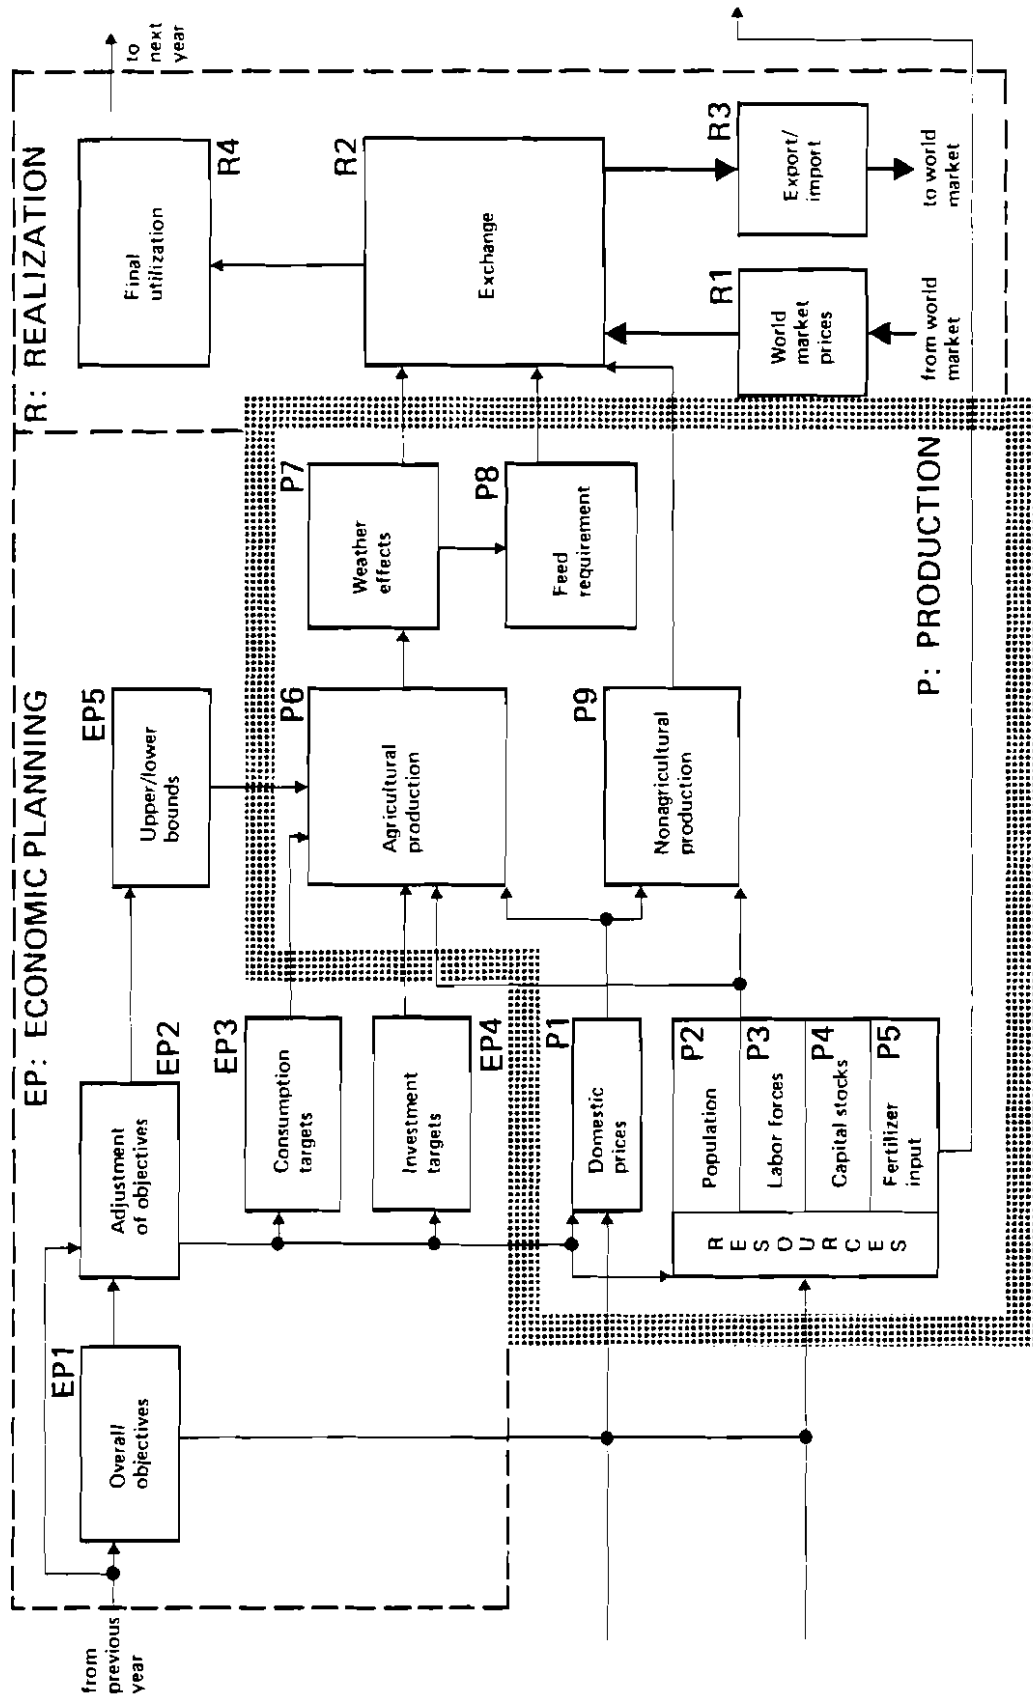 EP: ECONOMIC PLANNING
R: REALIZATION
from
previous
year
EP1
Overall
objectives
EP2
Adjustment
of objectives
EP5
Upper/lower
bounds
R4
Final
utilization
to
next
year
EP3
Consumption
targets
EP4
Investment
targets
P6
Agricultural
production
P7
Weather
effects
P8
Feed
requirement
R2
Exchange
P1
Domestic
prices
P9
Nonagricultural
production
RESOURCES
Population
P2
Labor forces
P3
Capital stocks
P4
Fertilizer
input
P5
R1
World
market
prices
from world
market
R3
Export/
import
to world
market
P: PRODUCTION